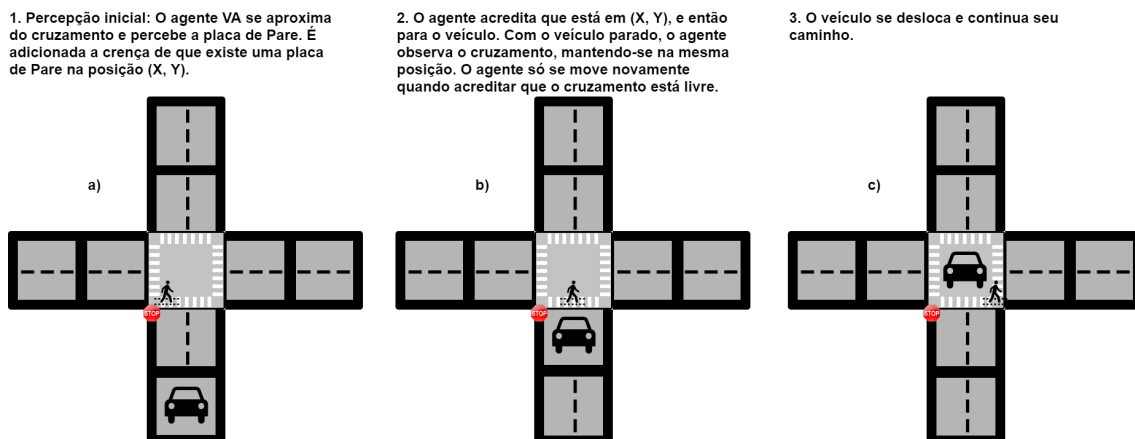 1. Percepção inicial: O agente VA se aproxima
do cruzamento e percebe a placa de Pare. É
adicionada a crença de que existe uma placa
de Pare na posição (X, Y).
2. O agente acredita que está em (X, Y), e então
para o veículo. Com o veículo parado, o agente
observa o cruzamento, mantendo-se na mesma
posição. O agente só se move novamente
quando acreditar que o cruzamento está livre.
3. O veículo se desloca e continua seu
caminho.
a)
b)
c)
STOP
STOP
STOP